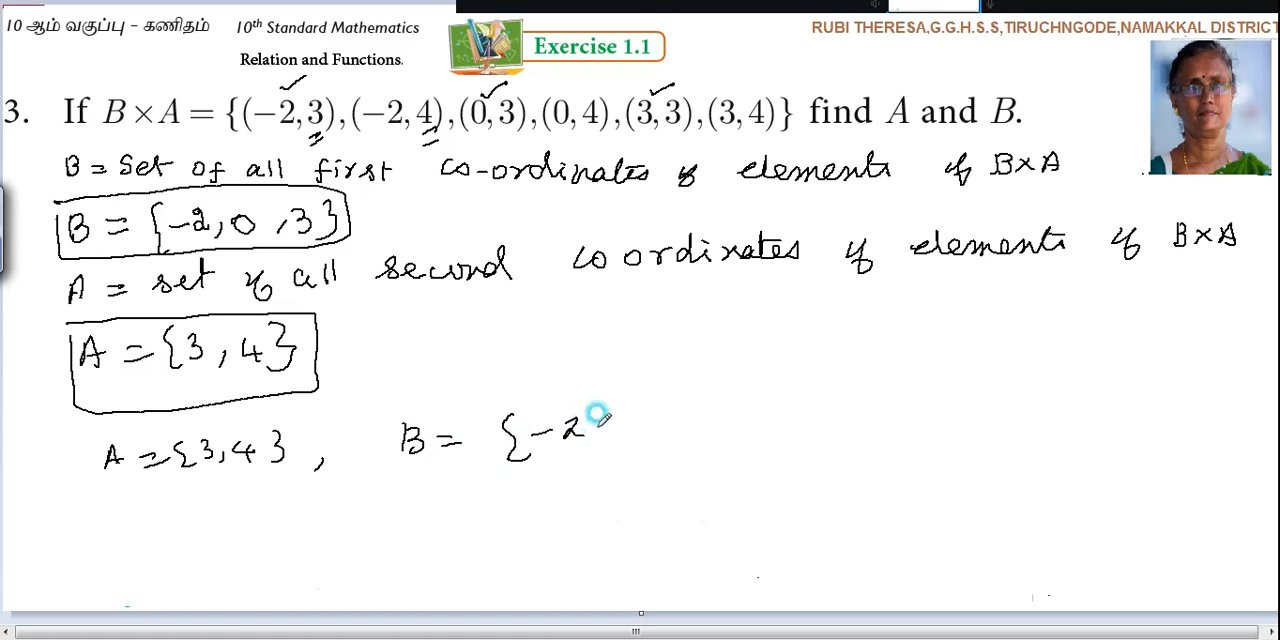 10 ஆம் வகுப்பு – கணிதம் 10th Standard Mathematics
RUBI THERESA,G.G.H.S.S,TIRUCHNGODE,NAMAKKAL DISTRICT
Relation and Functions.
Exercise 1.1
3. If B × A = {(−2, 3), (−2, 4), (0, 3), (0, 4), (3, 3), (3, 4)} find A and B.
B = Set of all first co-ordinates of elements of B×A
B = {-2, 0, 3}
A = set of all second coordinates of elements of B×A
A = {3, 4}
A = {3, 4}, B = {-2